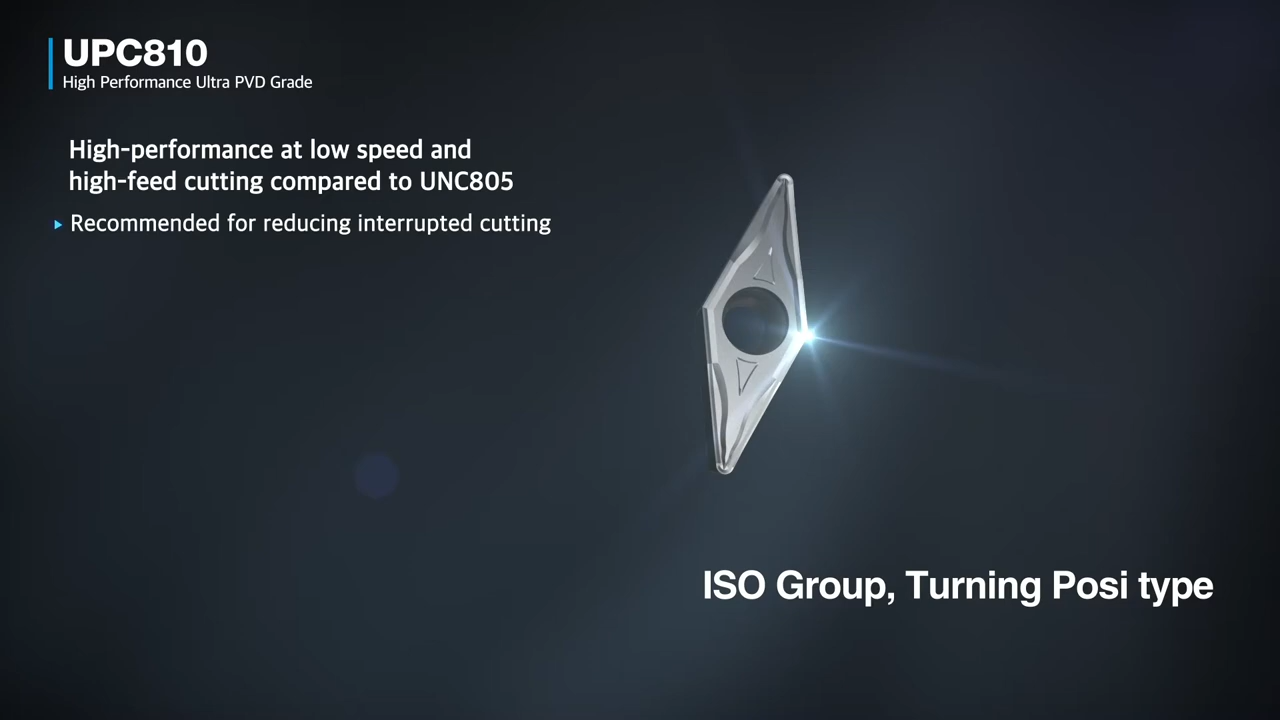 UPC810
High Performance Ultra PVD Grade
High-performance at low speed and
high-feed cutting compared to UNC805
Recommended for reducing interrupted cutting
ISO Group, Turning Posi type